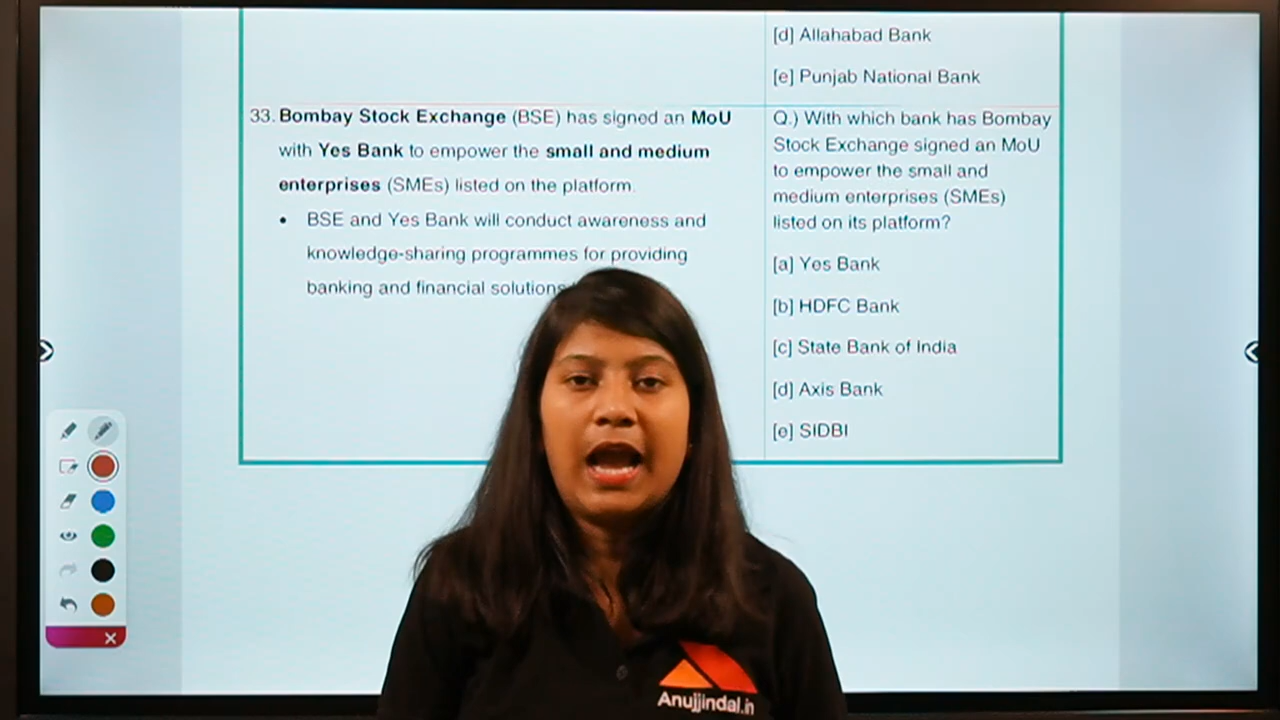 [d] Allahabad Bank
[e] Punjab National Bank
33. Bombay Stock Exchange (BSE) has signed an MoU
with Yes Bank to empower the small and medium
enterprises (SMEs) listed on the platform.
• BSE and Yes Bank will conduct awareness and
knowledge-sharing programmes for providing
banking and financial solutions
Q.) With which bank has Bombay
Stock Exchange signed an MoU
to empower the small and
medium enterprises (SMEs)
listed on its platform?
[a] Yes Bank
[b] HDFC Bank
[c] State Bank of India
[d] Axis Bank
[e] SIDBI
Anujjindal.in